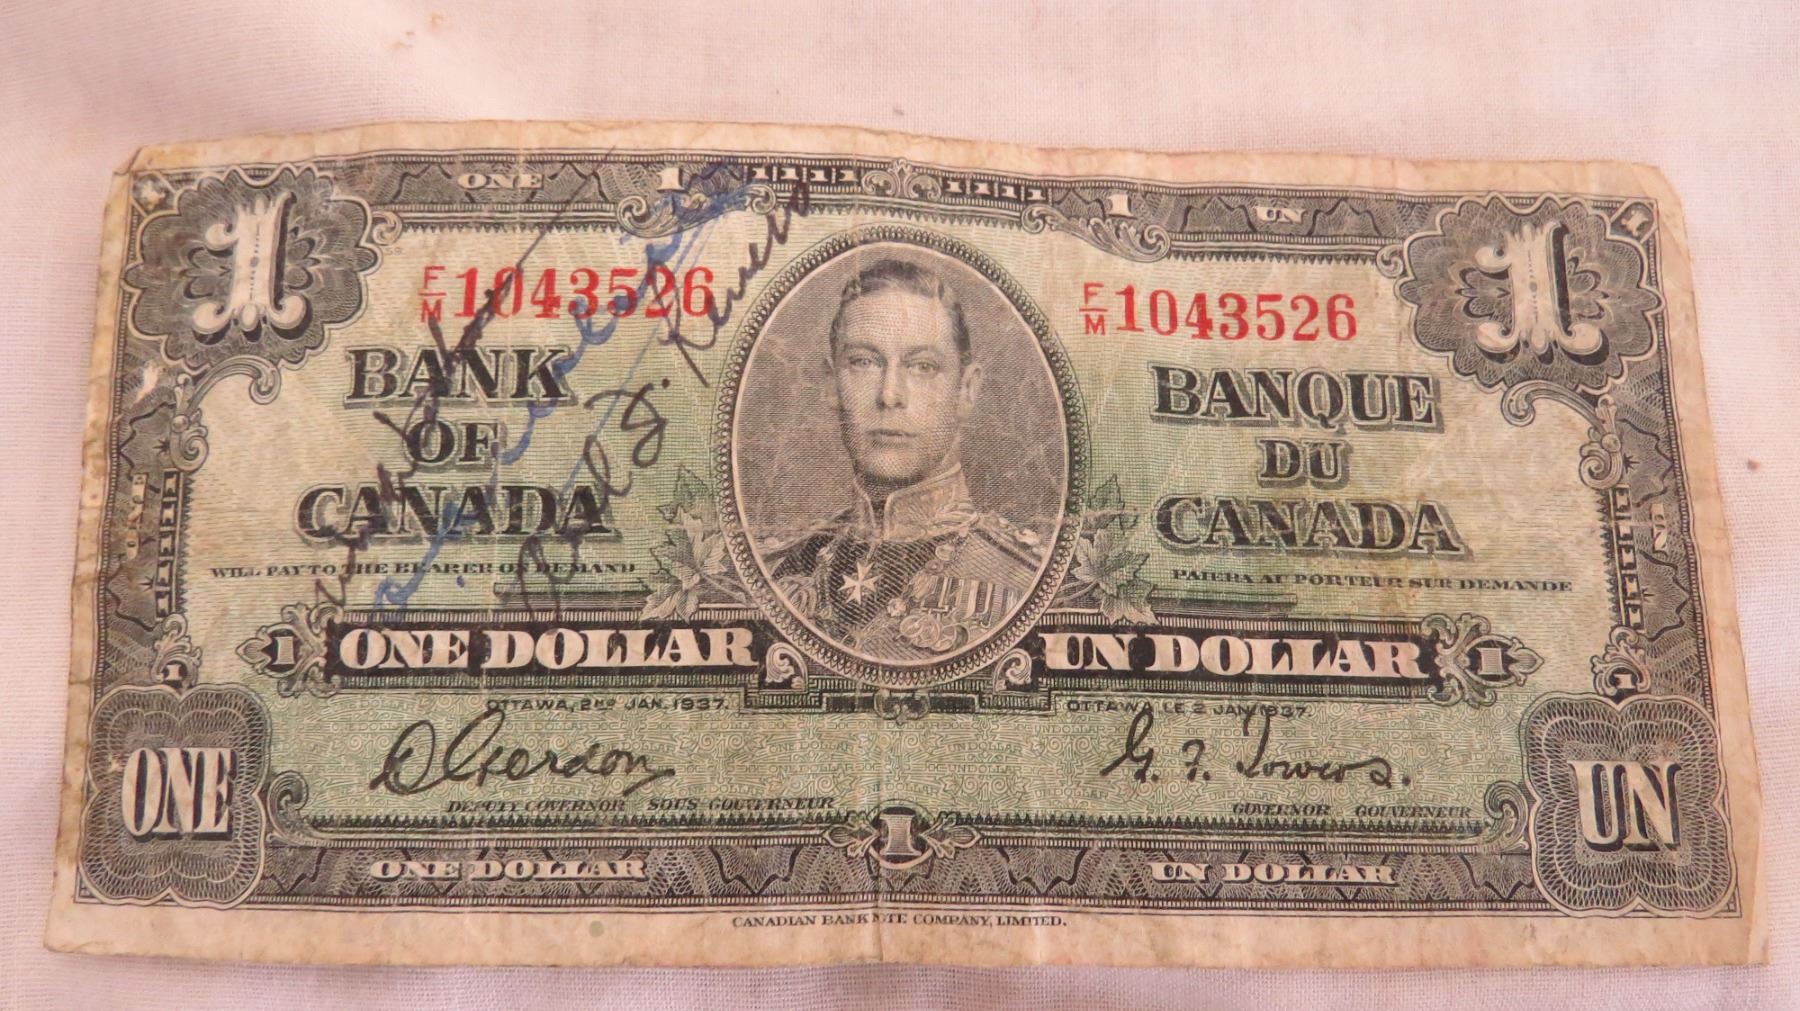 ONE 1 1111 1111 1 UN
1 1
F/M 1043526 F/M 1043526
BANK OF CANADA
BANQUE DU CANADA
WILL PAY TO THE BEARER ON DEMAND
PAIERA AU PORTEUR SUR DEMANDE
1 ONE DOLLAR UN DOLLAR 1
OTTAWA, 2ND JAN. 1937.
OTTAWA LE 2 JAN. 1937.
D Gordon
G. F. Towers.
DEPUTY GOVERNOR SOUS-GOUVERNEUR
GOVERNOR GOUVERNEUR
ONE 1 UN
ONE DOLLAR UN DOLLAR
CANADIAN BANK NOTE COMPANY, LIMITED.